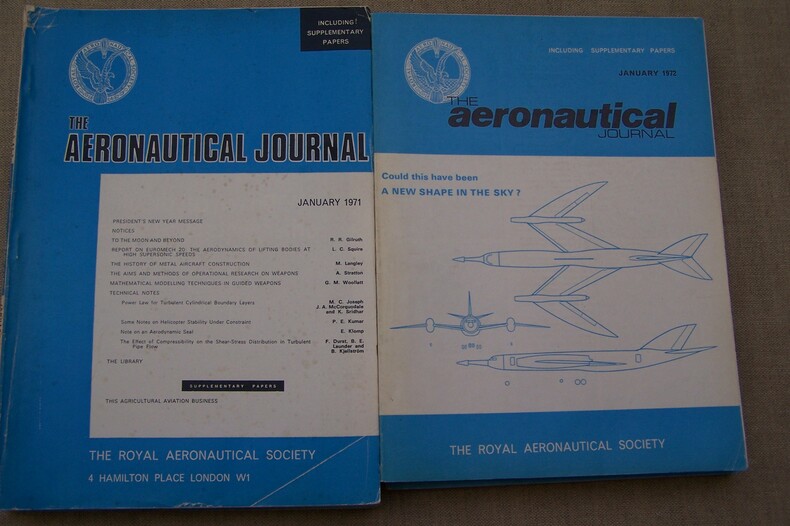 INCLUDING
SUPPLEMENTARY
PAPERS
THE
AERONAUTICAL JOURNAL
JANUARY 1971
PRESIDENT'S NEW YEAR MESSAGE
NOTICES
TO THE MOON AND BEYOND R. R. Gilruth
REPORT ON EUROMECH 20, THE AERODYNAMICS OF LIFTING BODIES AT L. C. Squire
HIGH SUPERSONIC SPEEDS
THE HISTORY OF METAL AIRCRAFT CONSTRUCTION M. Langley
THE AIMS AND METHODS OF OPERATIONAL RESEARCH ON WEAPONS A. Stratton
MATHEMATICAL MODELLING TECHNIQUES IN GUIDED WEAPONS G. M. Woollett
TECHNICAL NOTES
Power Law for Turbulent Cylindrical Boundary Layers M. C. Joseph
J. A. McCorquodale
and K. Sridhar
Some Notes on Helicopter Stability Under Constraint P. E. Kumar
Note on an Aerodynamic Seal E. Klump
The Effect of Compressibility on the Shear-Stress Distribution in Turbulent F. Durst, B. E.
Pipe Flow Launder and
B. Kjellström
THE LIBRARY
SUPPLEMENTARY PAPERS
THIS AGRICULTURAL AVIATION BUSINESS
THE ROYAL AERONAUTICAL SOCIETY
4 HAMILTON PLACE LONDON W1
INCLUDING SUPPLEMENTARY PAPERS
JANUARY 1972
THE
aeronautical
JOURNAL
Could this have been
A NEW SHAPE IN THE SKY?
THE ROYAL AERONAUTICAL SOCIETY